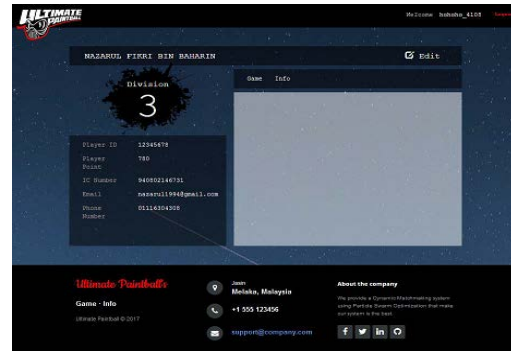 ULTIMATE
PAINTBALL
Welcome bahaha_4108
NAZARUL FIKRI BIN BAHARIN
Edit
Division
3
Game Info
Player ID 12345678
Player Point 780
IC Number 940802146731
Email nazarul1994@gmail.com
Phone Number 01116304308
Ultimate Paintball's
Game · Info
Ultimate Paintball © 2017
Jasin
Melaka, Malaysia
+1 555 123456
support@company.com
About the company
We provide a Dynamic Matchmaking system
using Particle Swarm Optimization that make
our system is the best.